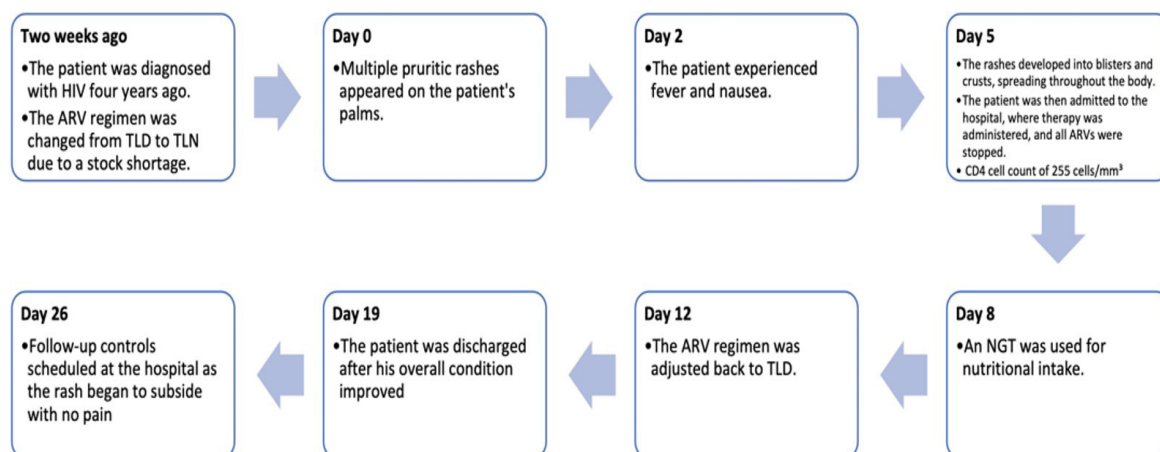 Two weeks ago
•The patient was diagnosed
with HIV four years ago.
•The ARV regimen was
changed from TLD to TLN
due to a stock shortage.
Day 0
•Multiple pruritic rashes
appeared on the patient's
palms.
Day 2
•The patient experienced
fever and nausea.
Day 5
•The rashes developed into blisters and
crusts, spreading throughout the body.
•The patient was then admitted to the
hospital, where therapy was
administered, and all ARVs were
stopped.
• CD4 cell count of 255 cells/mm³
Day 8
•An NGT was used for
nutritional intake.
Day 12
•The ARV regimen was
adjusted back to TLD.
Day 19
•The patient was discharged
after his overall condition
improved
Day 26
•Follow-up controls
scheduled at the hospital as
the rash began to subside
with no pain